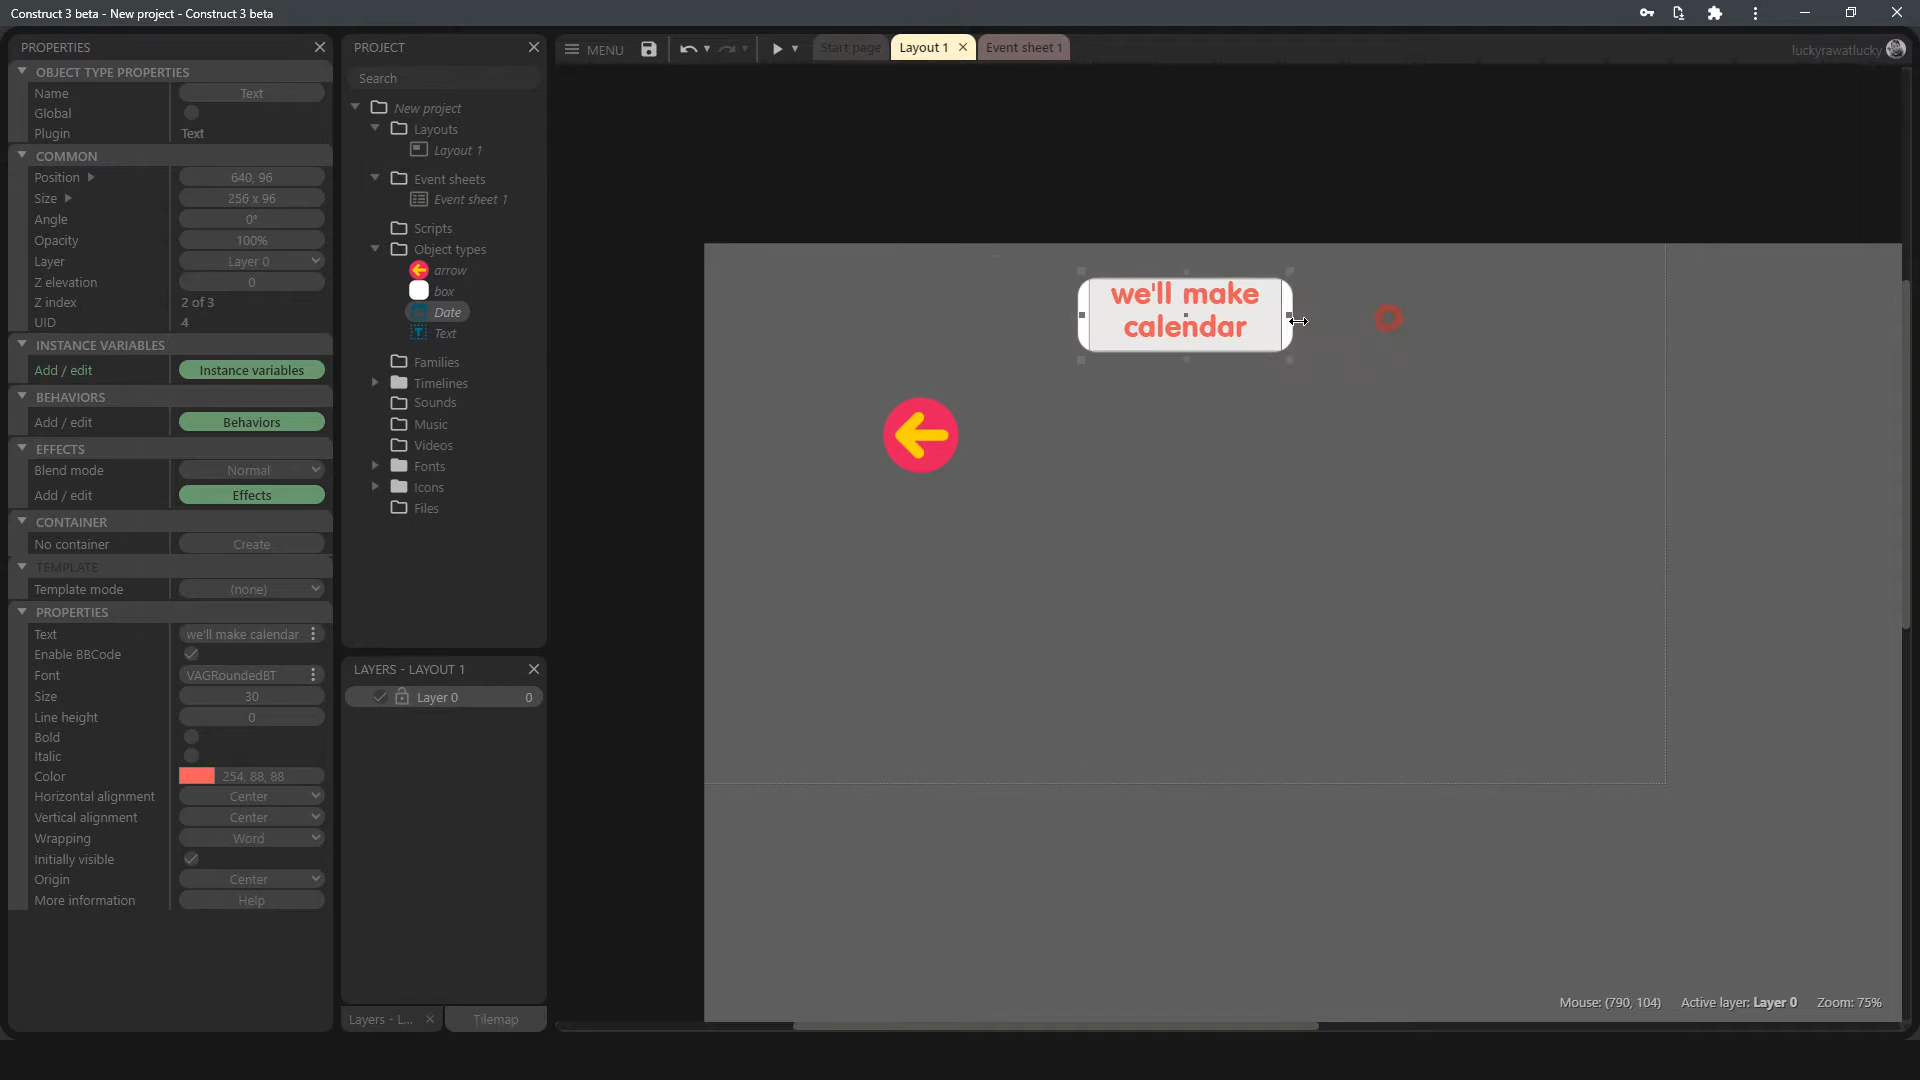 Construct 3 beta - New project - Construct 3 beta
PROPERTIES
OBJECT TYPE PROPERTIES
Name Text
Global
Plugin Text
COMMON
Position 640, 96
Size 256 x 96
Angle 0°
Opacity 100%
Layer Layer 0
Z elevation 0
Z index 2 of 3
UID 4
INSTANCE VARIABLES
Add / edit Instance variables
BEHAVIORS
Add / edit Behaviors
EFFECTS
Blend mode Normal
Add / edit Effects
CONTAINER
No container Create
TEMPLATE
Template mode (none)
PROPERTIES
Text we'll make calendar
Enable BBCode
Font VAGRoundedBT
Size 30
Line height 0
Bold
Italic
Color 254, 88, 88
Horizontal alignment Center
Vertical alignment Center
Wrapping Word
Initially visible
Origin Center
More information Help
PROJECT
Search
New project
Layouts
Layout 1
Event sheets
Event sheet 1
Scripts
Object types
arrow
box
Date
Text
Families
Timelines
Sounds
Music
Videos
Fonts
Icons
Files
LAYERS - LAYOUT 1
Layer 0 0
Layers - L...
Tilemap
MENU
Start page
Layout 1
Event sheet 1
luckyrawatlucky
we'll make
calendar
Mouse: (790, 104) Active layer: Layer 0 Zoom: 75%